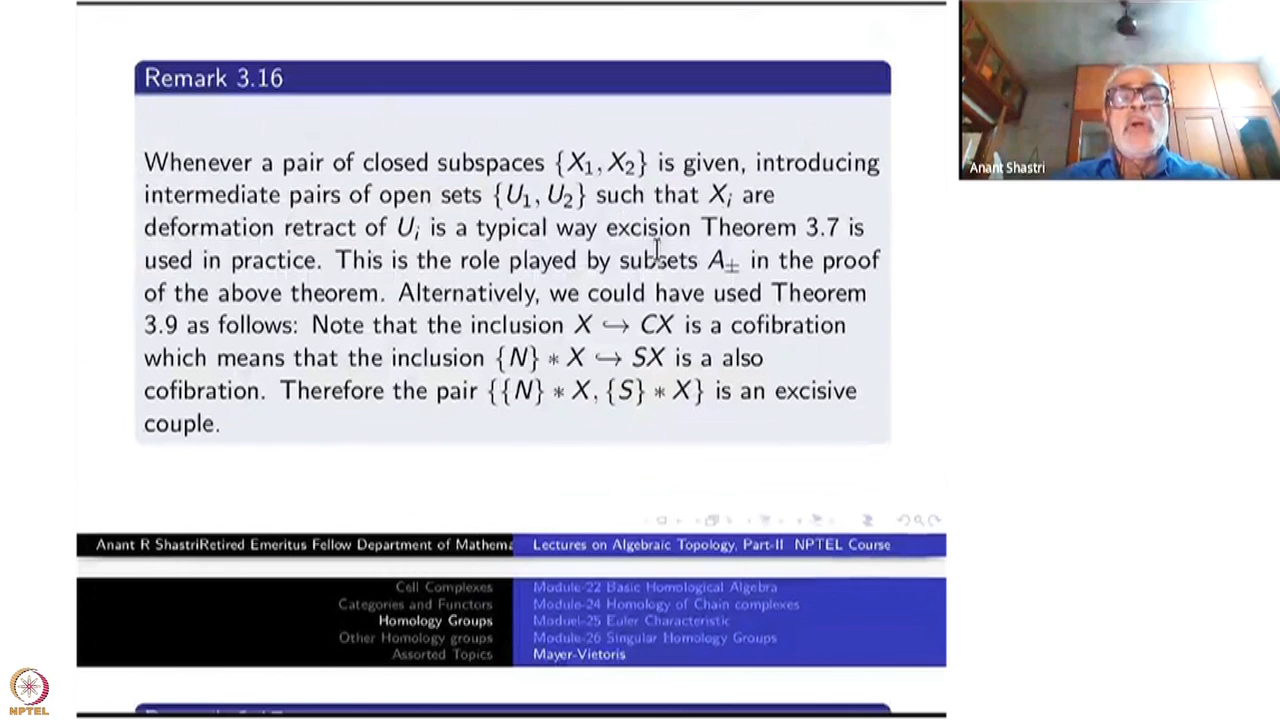 Remark 3.16
Whenever a pair of closed subspaces {X₁, X₂} is given, introducing
intermediate pairs of open sets {U₁, U₂} such that Xᵢ are
deformation retract of Uᵢ is a typical way excision Theorem 3.7 is
used in practice. This is the role played by subsets A± in the proof
of the above theorem. Alternatively, we could have used Theorem
3.9 as follows: Note that the inclusion X ↪ CX is a cofibration
which means that the inclusion {N} ∗ X ↪ SX is a also
cofibration. Therefore the pair {{N} ∗ X, {S} ∗ X} is an excisive
couple.
Anant Shastri
Anant R ShastriRetired Emeritus Fellow Department of Mathema
Lectures on Algebraic Topology, Part-II NPTEL Course
Cell Complexes
Categories and Functors
Homology Groups
Other Homology groups
Assorted Topics
Module-22 Basic Homological Algebra
Module-24 Homology of Chain complexes
Moduel-25 Euler Characteristic
Module-26 Singular Homology Groups
Mayer-Vietoris
NPTEL